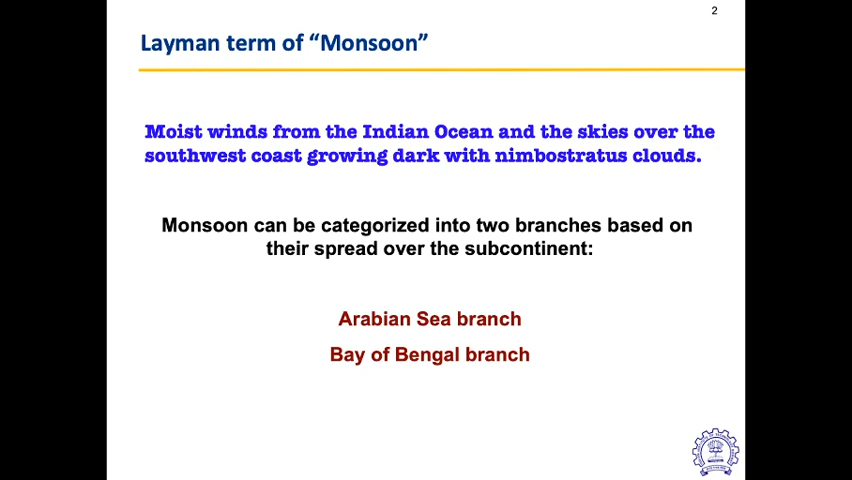 2
Layman term of “Monsoon”
Moist winds from the Indian Ocean and the skies over the
southwest coast growing dark with nimbostratus clouds.
Monsoon can be categorized into two branches based on
their spread over the subcontinent:
Arabian Sea branch
Bay of Bengal branch